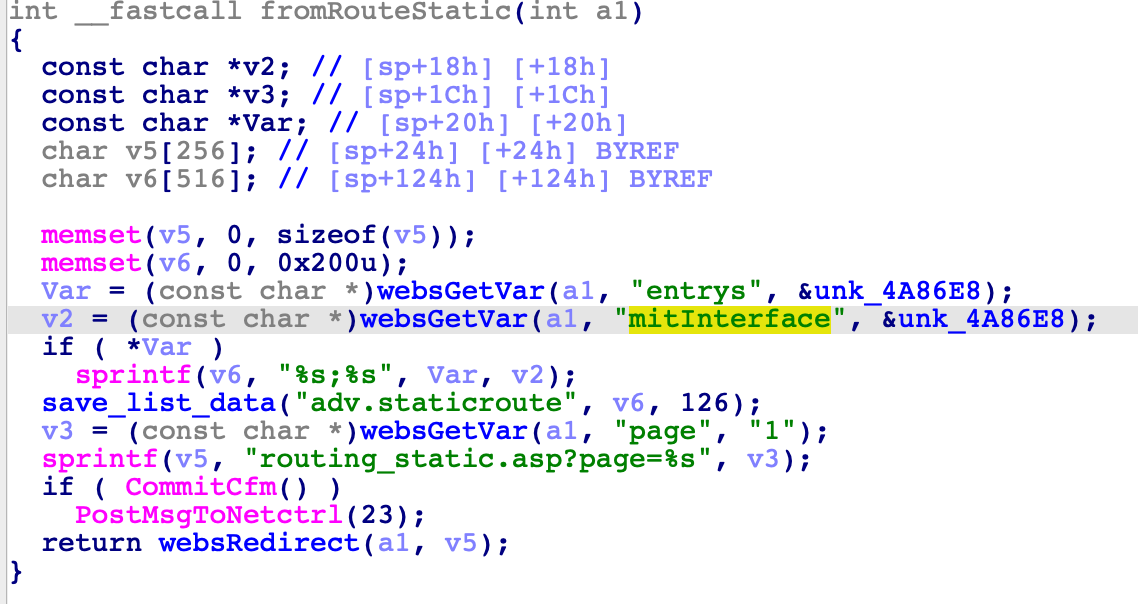 int __fastcall fromRouteStatic(int a1)
{
  const char *v2; // [sp+18h] [+18h]
  const char *v3; // [sp+1Ch] [+1Ch]
  const char *Var; // [sp+20h] [+20h]
  char v5[256]; // [sp+24h] [+24h] BYREF
  char v6[516]; // [sp+124h] [+124h] BYREF

  memset(v5, 0, sizeof(v5));
  memset(v6, 0, 0x200u);
  Var = (const char *)websGetVar(a1, "entrys", &unk_4A86E8);
  v2 = (const char *)websGetVar(a1, "mitInterface", &unk_4A86E8);
  if ( *Var )
    sprintf(v6, "%s;%s", Var, v2);
  save_list_data("adv.staticroute", v6, 126);
  v3 = (const char *)websGetVar(a1, "page", "1");
  sprintf(v5, "routing_static.asp?page=%s", v3);
  if ( CommitCfm() )
    PostMsgToNetctrl(23);
  return websRedirect(a1, v5);
}